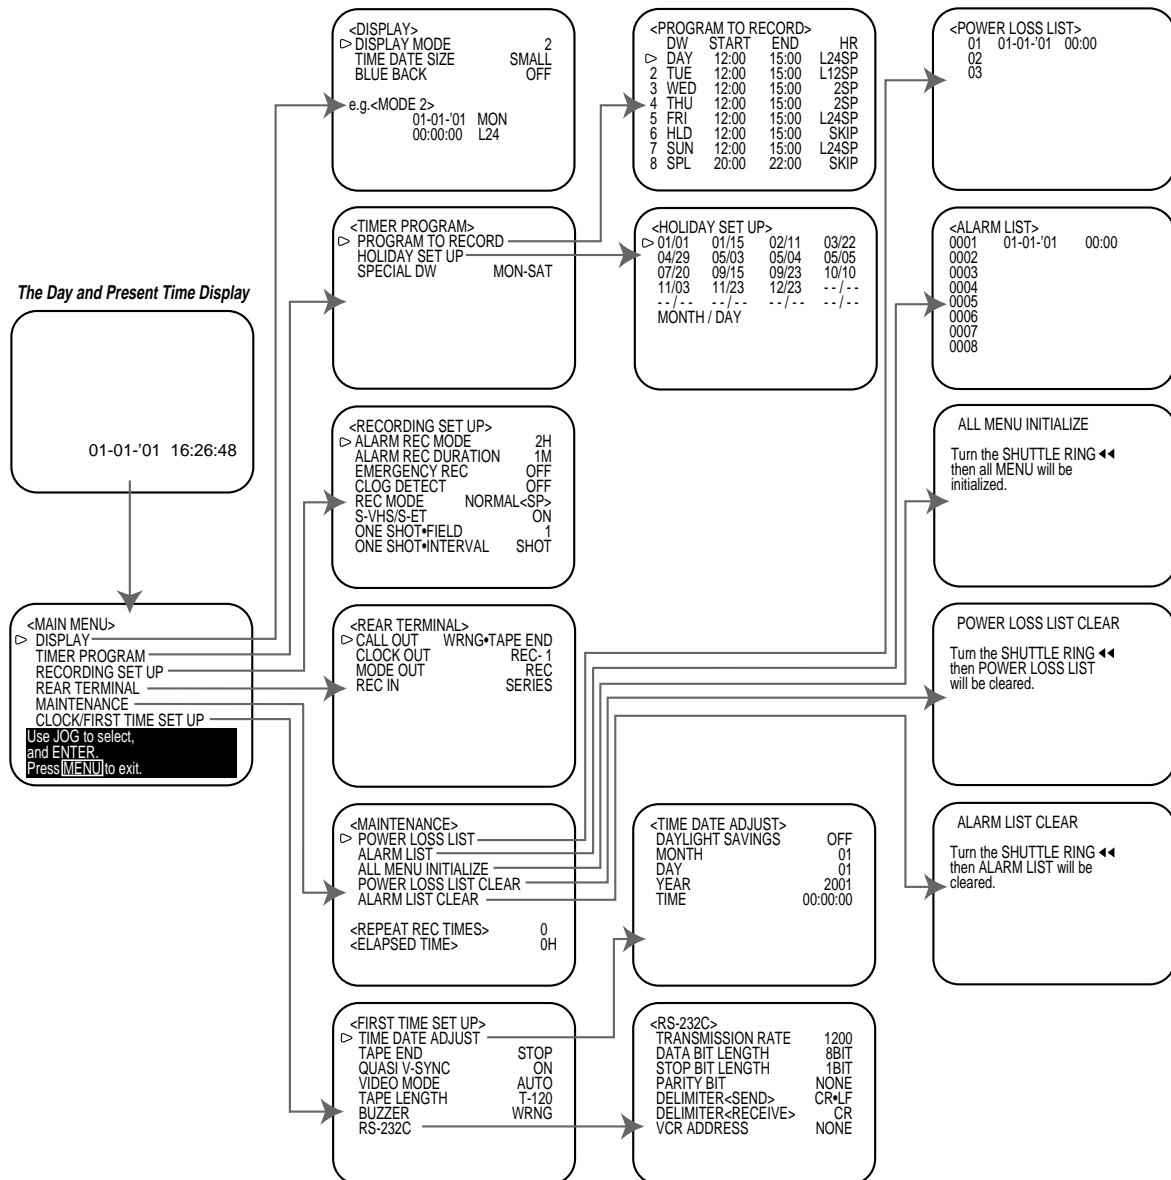 <DISPLAY>
DISPLAY MODE 2
TIME DATE SIZE SMALL
BLUE BACK OFF
e.g.<MODE 2>
01-01-'01 MON
00:00:00 L24
<PROGRAM TO RECORD>
DW START END HR
DAY 12:00 15:00 L24SP
2 TUE 12:00 15:00 L12SP
3 WED 12:00 15:00 2SP
4 THU 12:00 15:00 2SP
5 FRI 12:00 15:00 L24SP
6 HLD 12:00 15:00 SKIP
7 SUN 12:00 15:00 L24SP
8 SPL 20:00 22:00 SKIP
<POWER LOSS LIST>
01 01-01-'01 00:00
02
03
<TIMER PROGRAM>
PROGRAM TO RECORD
HOLIDAY SET UP
SPECIAL DW MON-SAT
<HOLIDAY SET UP>
01/01 01/15 02/11 03/22
04/29 05/03 05/04 05/05
07/20 09/15 09/23 10/10
11/03 11/23 12/23 - - / - -
- - / - - - - / - - - - / - - - - / - -
MONTH / DAY
<ALARM LIST>
0001 01-01-'01 00:00
0002
0003
0004
0005
0006
0007
0008
The Day and Present Time Display
01-01-'01 16:26:48
<RECORDING SET UP>
ALARM REC MODE 2H
ALARM REC DURATION 1M
EMERGENCY REC OFF
CLOG DETECT OFF
REC MODE NORMAL<SP>
S-VHS/S-ET ON
ONE SHOT•FIELD 1
ONE SHOT•INTERVAL SHOT
ALL MENU INITIALIZE
Turn the SHUTTLE RING ◀◀
then all MENU will be
initialized.
<MAIN MENU>
DISPLAY
TIMER PROGRAM
RECORDING SET UP
REAR TERMINAL
MAINTENANCE
CLOCK/FIRST TIME SET UP
Use JOG to select,
and ENTER.
Press MENU to exit.
<REAR TERMINAL>
CALL OUT WRNG•TAPE END
CLOCK OUT REC- 1
MODE OUT REC
REC IN SERIES
POWER LOSS LIST CLEAR
Turn the SHUTTLE RING ◀◀
then POWER LOSS LIST
will be cleared.
<MAINTENANCE>
POWER LOSS LIST
ALARM LIST
ALL MENU INITIALIZE
POWER LOSS LIST CLEAR
ALARM LIST CLEAR
<REPEAT REC TIMES> 0
<ELAPSED TIME> 0H
<TIME DATE ADJUST>
DAYLIGHT SAVINGS OFF
MONTH 01
DAY 01
YEAR 2001
TIME 00:00:00
ALARM LIST CLEAR
Turn the SHUTTLE RING ◀◀
then ALARM LIST will be
cleared.
<FIRST TIME SET UP>
TIME DATE ADJUST
TAPE END STOP
QUASI V-SYNC ON
VIDEO MODE AUTO
TAPE LENGTH T-120
BUZZER WRNG
RS-232C
<RS-232C>
TRANSMISSION RATE 1200
DATA BIT LENGTH 8BIT
STOP BIT LENGTH 1BIT
PARITY BIT NONE
DELIMITER<SEND> CR•LF
DELIMITER<RECEIVE> CR
VCR ADDRESS NONE